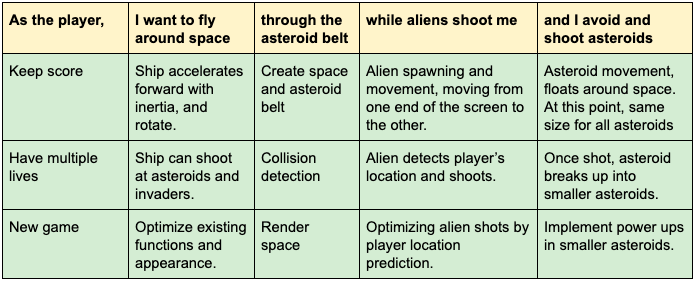 As the player,
I want to fly
around space
through the
asteroid belt
while aliens shoot me
and I avoid and
shoot asteroids
Keep score
Ship accelerates
forward with
inertia, and
rotate.
Create space
and asteroid
belt
Alien spawning and
movement, moving from
one end of the screen to
the other.
Asteroid movement,
floats around space.
At this point, same
size for all asteroids
Have multiple
lives
Ship can shoot
at asteroids and
invaders.
Collision
detection
Alien detects player’s
location and shoots.
Once shot, asteroid
breaks up into
smaller asteroids.
New game
Optimize existing
functions and
appearance.
Render
space
Optimizing alien shots by
player location
prediction.
Implement power ups
in smaller asteroids.